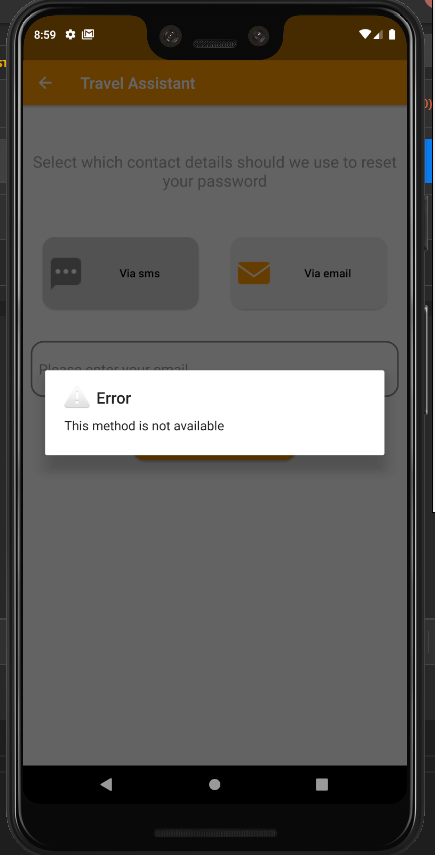 8:59
Travel Assistant
Select which contact details should we use to reset
your password
Via sms
Via email
Please enter your email
Error
This method is not available